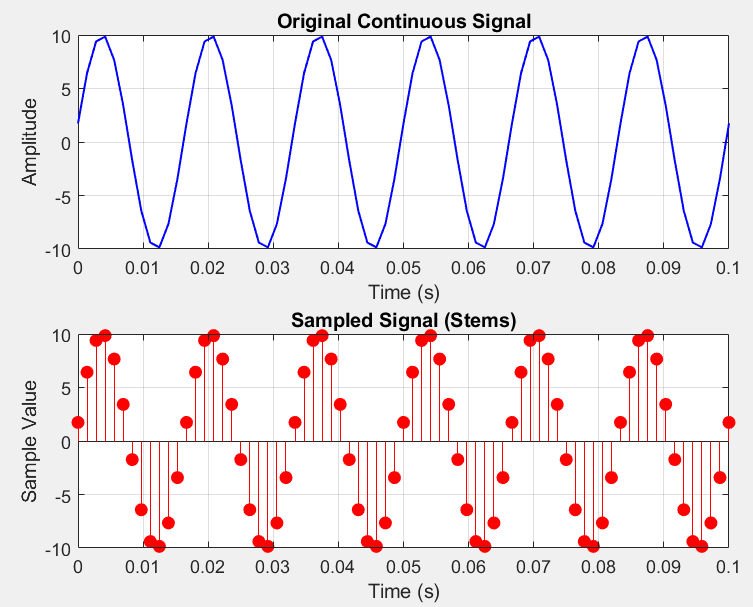 Original Continuous Signal
10
5
0
-5
-10
Amplitude
0 0.01 0.02 0.03 0.04 0.05 0.06 0.07 0.08 0.09 0.1
Time (s)
Sampled Signal (Stems)
10
5
0
-5
-10
Sample Value
0 0.01 0.02 0.03 0.04 0.05 0.06 0.07 0.08 0.09 0.1
Time (s)